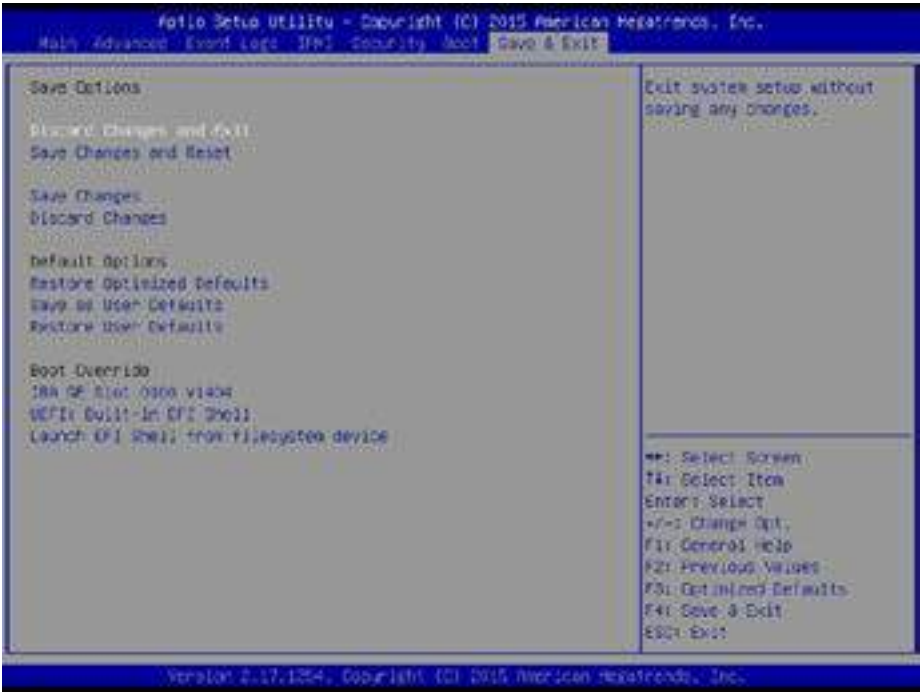 Aptio Setup Utility - Copyright (C) 2015 American Megatrends, Inc.
Main Advanced Event Logs IPMI Security Boot Save & Exit
Save Options
Discard Changes and Exit
Save Changes and Reset
Save Changes
Discard Changes
Default Options
Restore Optimized Defaults
Save as User Defaults
Restore User Defaults
Boot Override
IBA GE Slot
UEFI: Built-in EFI Shell
Launch EFI Shell from filesystem device
Exit system setup without
saving any changes.
: Select Screen
↑↓: Select Item
Enter: Select
+/-: Change Opt.
F1: General Help
F2: Previous Values
F3: Optimized Defaults
F4: Save & Exit
ESC: Exit
Version 2.17.1254. Copyright (C) 2015 American Megatrends, Inc.